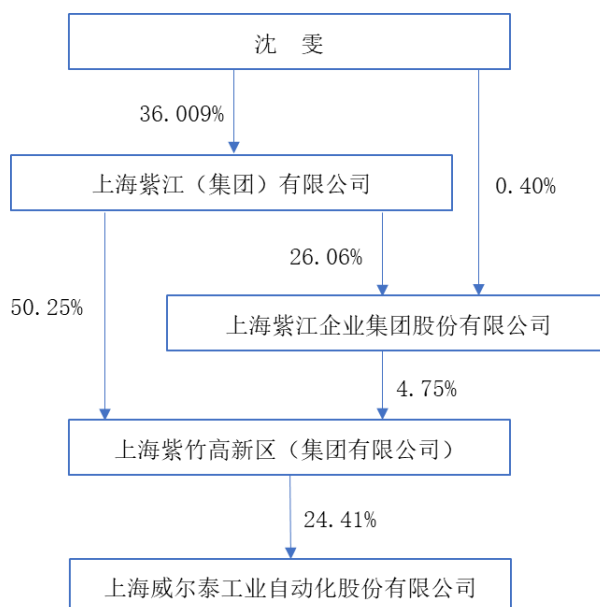 沈 雯
36.009%
上海紫江（集团）有限公司
0.40%
26.06%
50.25%
上海紫江企业集团股份有限公司
4.75%
上海紫竹高新区（集团有限公司）
24.41%
上海威尔泰工业自动化股份有限公司